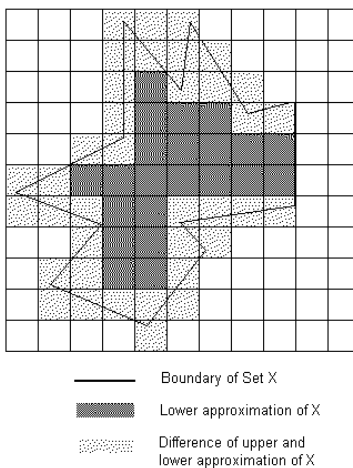 Boundary of Set X
Lower approximation of X
Difference of upper and
lower approximation of X